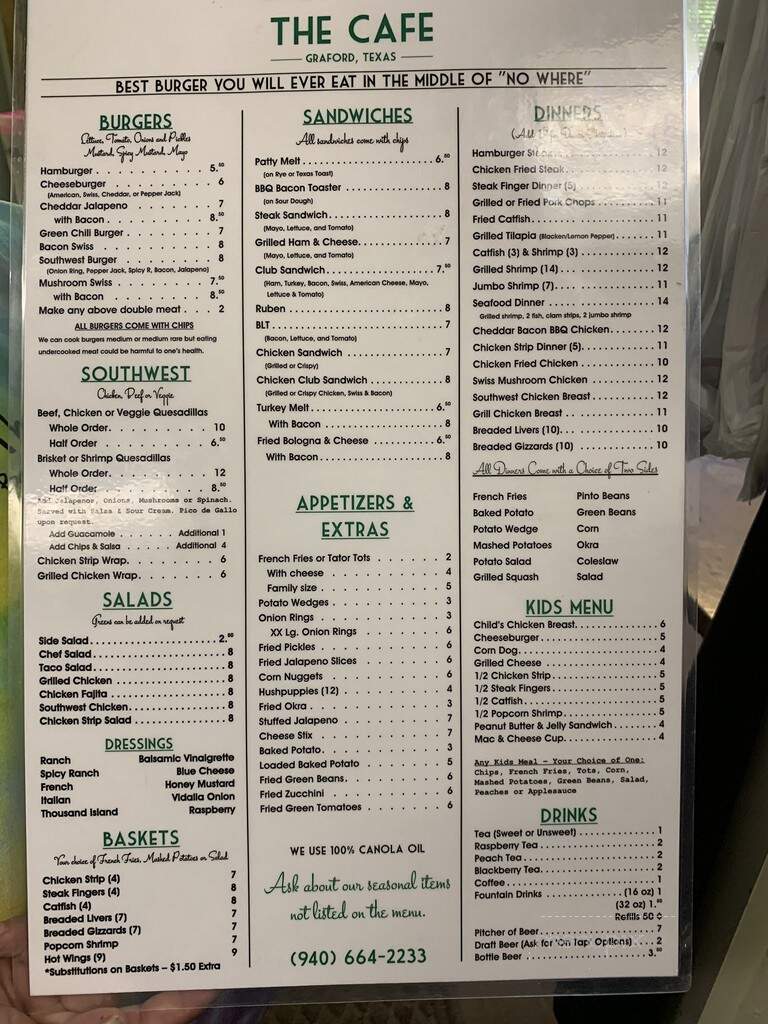 THE CAFE
GRAFORD, TEXAS
BEST BURGER YOU WILL EVER EAT IN THE MIDDLE OF "NO WHERE"
BURGERS
Lettuce, Tomato, Onions and Pickles
Mustard, Spicy Mustard, Mayo
Hamburger . . . . . . . . . . 5.50
Cheeseburger . . . . . . . . 6
(American, Swiss, Cheddar, or Pepper Jack)
Cheddar Jalapeno . . . . . . 7
with Bacon . . . . . . . . . 8.50
Green Chili Burger . . . . . . 7
Bacon Swiss . . . . . . . . 8
Southwest Burger . . . . . . 8
(Onion Ring, Pepper Jack, Spicy R, Bacon, Jalapeno)
Mushroom Swiss . . . . . . . 7.50
with Bacon . . . . . . . . 8.50
Make any above double meat . . . 2
ALL BURGERS COME WITH CHIPS
We can cook burgers medium or medium rare but eating
undercooked meat could be harmful to one's health.
SOUTHWEST
Chicken, Beef or Veggie
Beef, Chicken or Veggie Quesadillas
Whole Order. . . . . . . . . 10
Half Order . . . . . . . . . 6.50
Brisket or Shrimp Quesadillas
Whole Order. . . . . . . . . 12
Half Order . . . . . . . . . 8.50
Add Jalapenos, Onions, Mushrooms or Spinach.
Served with Salsa & Sour Cream. Pico de Gallo
upon request.
Add Guacamole . . . . . . Additional 1
Add Chips & Salsa . . . . . Additional 4
Chicken Strip Wrap. . . . . . . . 6
Grilled Chicken Wrap. . . . . . . 6
SALADS
Greens can be added on request
Side Salad . . . . . . . . . . 2.50
Chef Salad . . . . . . . . . . 8
Taco Salad . . . . . . . . . . 8
Grilled Chicken . . . . . . . . 8
Chicken Fajita . . . . . . . . 8
Southwest Chicken. . . . . . . 8
Chicken Strip Salad . . . . . . 8
DRESSINGS
Ranch Balsamic Vinaigrette
Spicy Ranch Blue Cheese
French Honey Mustard
Italian Vidalia Onion
Thousand Island Raspberry
BASKETS
Your choice of French Fries, Mashed Potatoes or Salad
Chicken Strip (4) 7
Steak Fingers (4) 8
Catfish (4) 8
Breaded Livers (7) 7
Breaded Gizzards (7) 7
Popcorn Shrimp 7
Hot Wings (9) 9
*Substitutions on Baskets – $1.50 Extra
SANDWICHES
All sandwiches come with chips
Patty Melt . . . . . . . . . . 6.50
(on Rye or Texas Toast)
BBQ Bacon Toaster . . . . . . . 8
(on Sour Dough)
Steak Sandwich . . . . . . . . 8
(Mayo, Lettuce, and Tomato)
Grilled Ham & Cheese. . . . . . 7
(Mayo, Lettuce, and Tomato)
Club Sandwich . . . . . . . . 7.50
(Ham, Turkey, Bacon, Swiss, American Cheese, Mayo,
Lettuce & Tomato)
Ruben . . . . . . . . . . . . 8
BLT . . . . . . . . . . . . . 7
(Bacon, Lettuce, and Tomato)
Chicken Sandwich . . . . . . . 7
(Grilled or Crispy)
Chicken Club Sandwich . . . . . 8
(Grilled or Crispy Chicken, Swiss & Bacon)
Turkey Melt . . . . . . . . . 6.50
With Bacon . . . . . . . . . 8
Fried Bologna & Cheese . . . . . 6.50
With Bacon . . . . . . . . . 8
APPETIZERS &
EXTRAS
French Fries or Tator Tots . . . . . . 2
With cheese . . . . . . . . . 4
Family size . . . . . . . . . 5
Potato Wedges . . . . . . . . . 3
Onion Rings . . . . . . . . . . 3
XX Lg. Onion Rings . . . . . . 6
Fried Pickles . . . . . . . . . 6
Fried Jalapeno Slices . . . . . . 6
Corn Nuggets . . . . . . . . . 6
Hushpuppies (12) . . . . . . . . 4
Fried Okra . . . . . . . . . . 3
Stuffed Jalapeno . . . . . . . . 7
Cheese Stix . . . . . . . . . . 7
Baked Potato. . . . . . . . . . 3
Loaded Baked Potato . . . . . . 5
Fried Green Beans. . . . . . . . 6
Fried Zucchini . . . . . . . . . 6
Fried Green Tomatoes . . . . . . 6
WE USE 100% CANOLA OIL
Ask about our seasonal items
not listed on the menu.
(940) 664-2233
DINNERS
Hamburger . . . . . . 12
Chicken Fried Steak . . . . . . 12
Steak Finger Dinner (5) . . . . . 12
Grilled or Fried Pork Chops . . . . 11
Fried Catfish. . . . . . . . . 11
Grilled Tilapia (Blacken/Lemon Pepper) . . . . 11
Catfish (3) & Shrimp (3) . . . . . 12
Grilled Shrimp (14) . . . . . . 12
Jumbo Shrimp (7) . . . . . . . 11
Seafood Dinner . . . . . . . . 14
Grilled shrimp, 2 fish, clam strips, 2 jumbo shrimp
Cheddar Bacon BBQ Chicken. . . . 12
Chicken Strip Dinner (5). . . . . 11
Chicken Fried Chicken . . . . . 10
Swiss Mushroom Chicken . . . . 12
Southwest Chicken Breast . . . . 12
Grill Chicken Breast . . . . . . 11
Breaded Livers (10). . . . . . . 10
Breaded Gizzards (10) . . . . . 10
All Dinners Come with a Choice of Two Sides
French Fries Pinto Beans
Baked Potato Green Beans
Potato Wedge Corn
Mashed Potatoes Okra
Potato Salad Coleslaw
Grilled Squash Salad
KIDS MENU
Child's Chicken Breast. . . . . . 6
Cheeseburger . . . . . . . . . 5
Corn Dog. . . . . . . . . . . 4
Grilled Cheese . . . . . . . . 4
1/2 Chicken Strip . . . . . . . 5
1/2 Steak Fingers . . . . . . . 5
1/2 Catfish . . . . . . . . . . 5
1/2 Popcorn Shrimp . . . . . . 5
Peanut Butter & Jelly Sandwich . . . 4
Mac & Cheese Cup. . . . . . . 4
Any Kids Meal – Your Choice of One:
Chips, French Fries, Tots, Corn,
Mashed Potatoes, Green Beans, Salad,
Peaches or Applesauce
DRINKS
Tea (Sweet or Unsweet) . . . . . 1
Raspberry Tea . . . . . . . . 2
Peach Tea . . . . . . . . . . 2
Blackberry Tea. . . . . . . . 2
Coffee . . . . . . . . . . . 1
Fountain Drinks . . . . . (16 oz) 1
(32 oz) 1.50
Refills 50 ¢
Pitcher of Beer . . . . . . . . 7
Draft Beer (Ask for 'On Tap' Options) . . . 2
Bottle Beer . . . . . . . . . 3.50